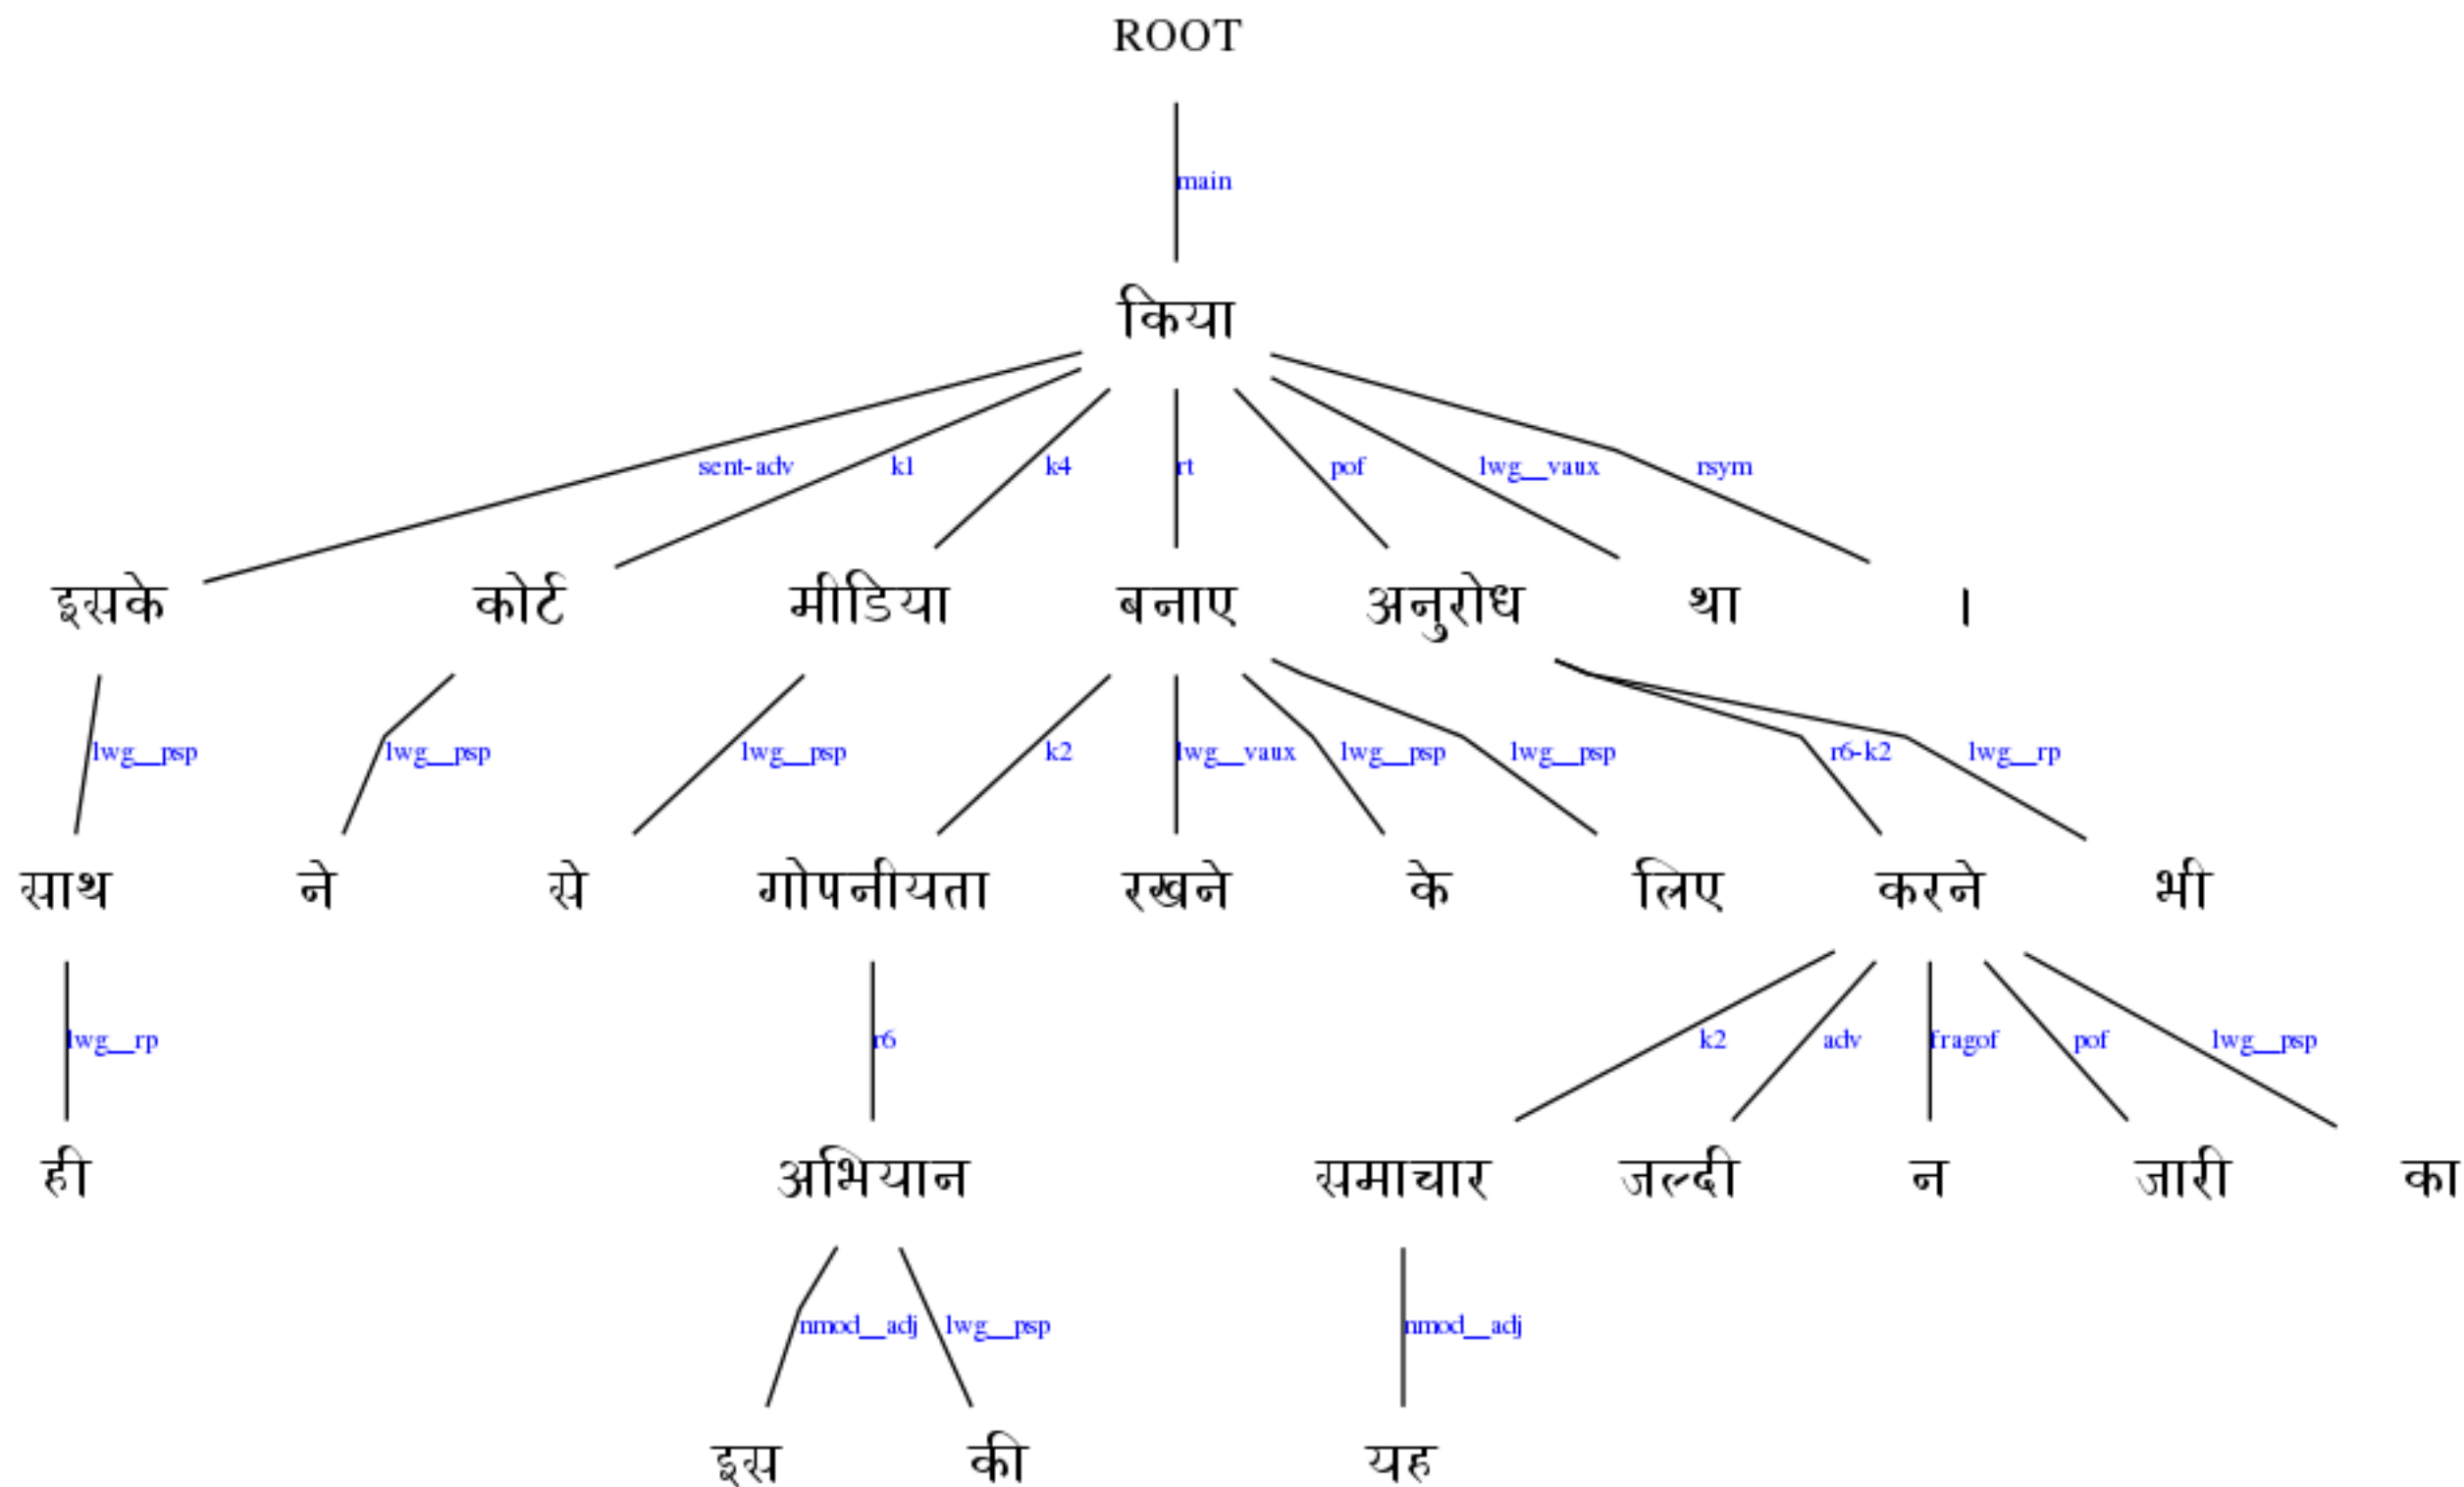 ROOT
main
किया
sent-adv k1 k4 rt pof lwg__vaux rsym
इसके कोर्ट मीडिया बनाए अनुरोध था ।
lwg__psp lwg__psp lwg__psp k2 lwg__vaux lwg__psp lwg__psp r6-k2 lwg__rp
साथ ने से गोपनीयता रखने के लिए करने भी
lwg__rp r6 k2 adv fragof pof lwg__psp
ही अभियान समाचार जल्दी न जारी का
nmod__adj lwg__psp nmod__adj
इस की यह